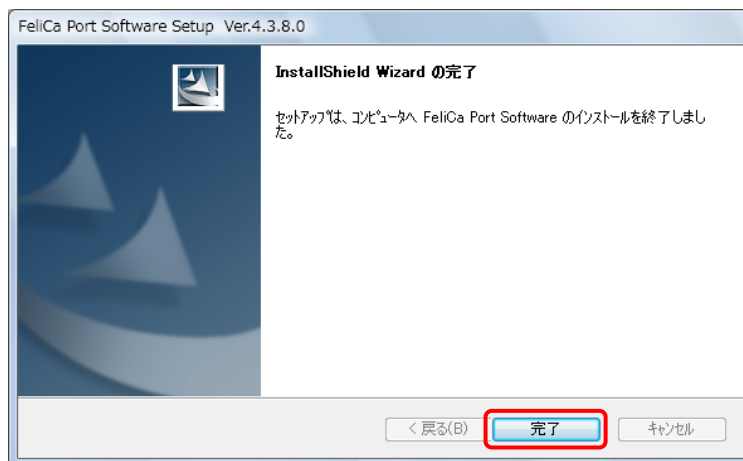 FeliCa Port Software Setup Ver.4.3.8.0
InstallShield Wizard の完了
ｾｯﾄｱｯﾌﾟは、ｺﾝﾋﾟｭｰﾀへ FeliCa Port Software のｲﾝｽﾄｰﾙを終了しまし
た。
< 戻る(B)
完了
ｷｬﾝｾﾙ